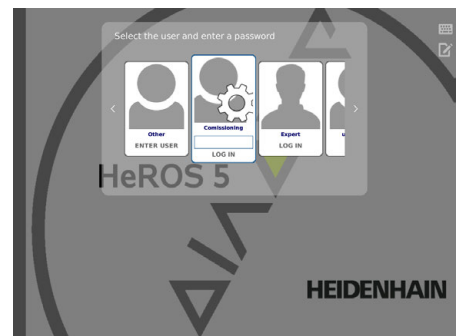 Select the user and enter a password
Other
ENTER USER
Comissioning
LOG IN
Expert
LOG IN
HeROS 5
HEIDENHAIN